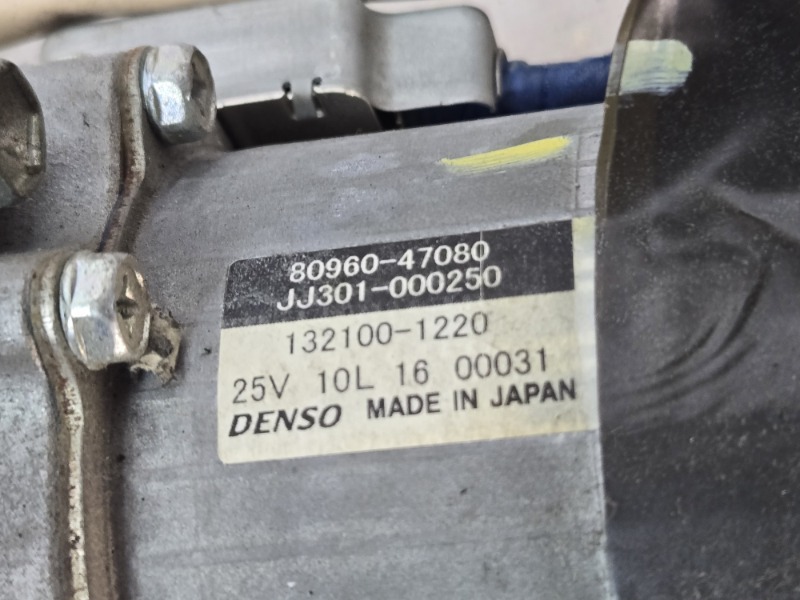 80960-47080
JJ301-000250
132100-1220
25V 10L 16 00031
DENSO MADE IN JAPAN